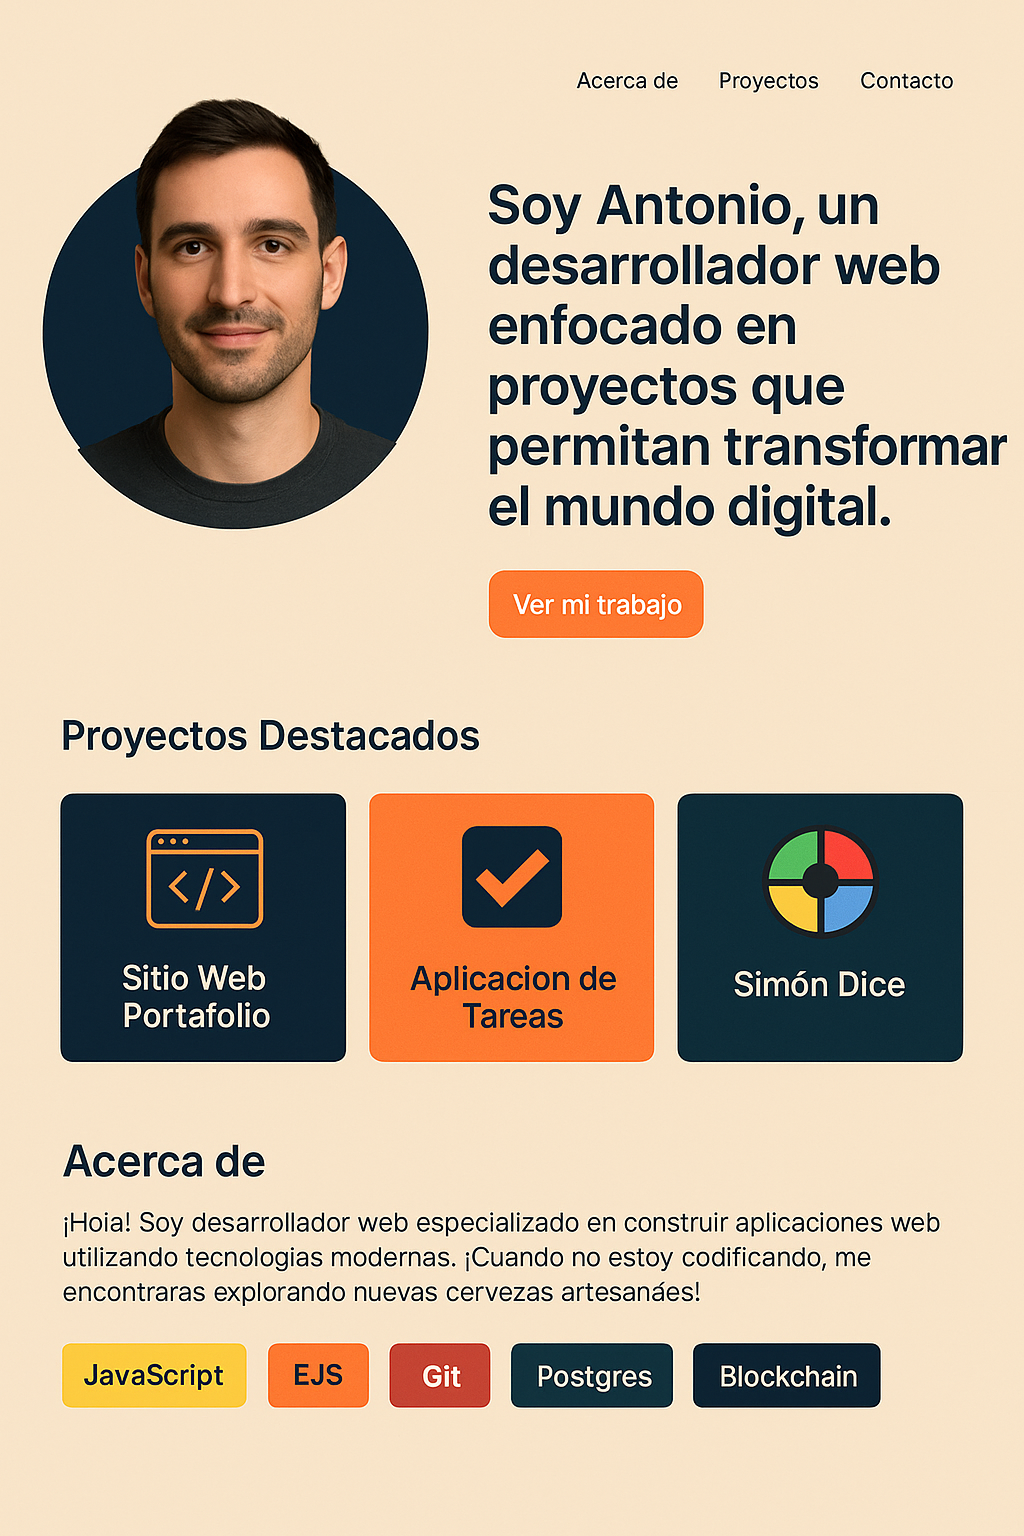 Acerca de Proyectos Contacto
Soy Antonio, un
desarrollador web
enfocado en
proyectos que
permitan transformar
el mundo digital.
Ver mi trabajo
Proyectos Destacados
</>
Sitio Web
Portafolio
Aplicacion de
Tareas
Simón Dice
Acerca de
¡Hoia! Soy desarrollador web especializado en construir aplicaciones web
utilizando tecnologias modernas. ¡Cuando no estoy codificando, me
encontraras explorando nuevas cervezas artesanáes!
JavaScript EJS Git Postgres Blockchain